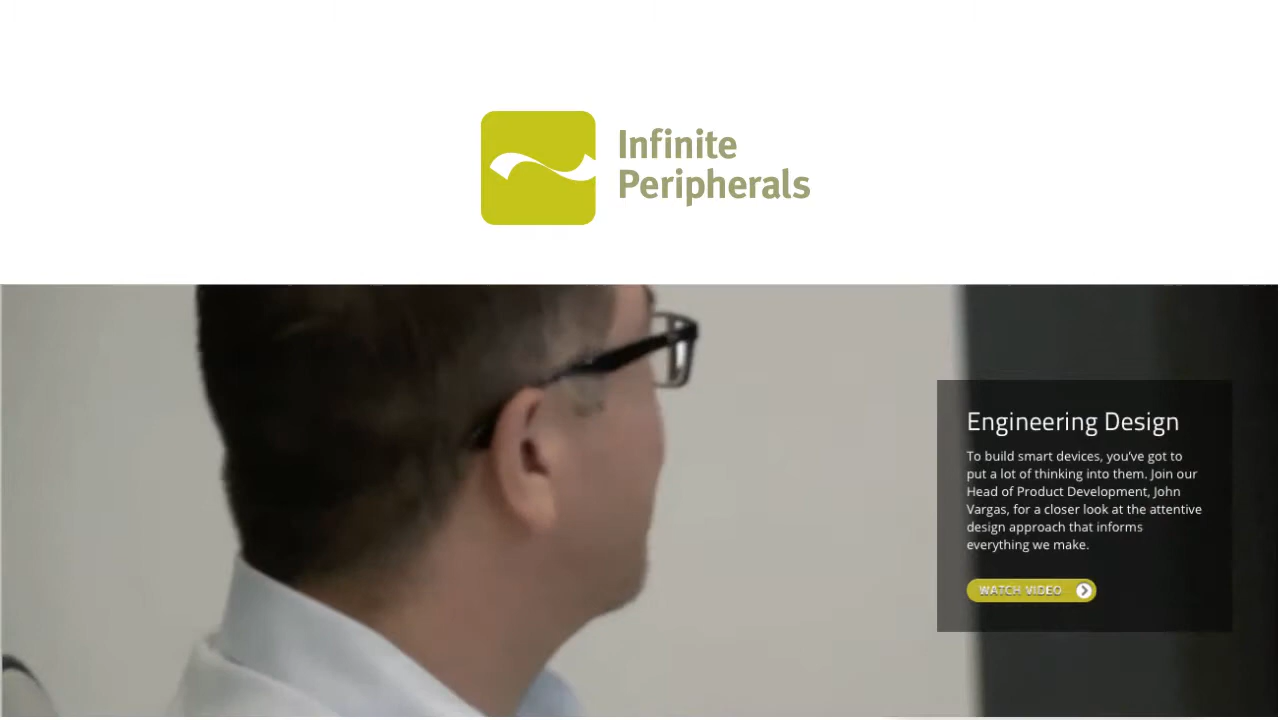 Infinite
Peripherals
Engineering Design
To build smart devices, you've got to
put a lot of thinking into them. Join our
Head of Product Development, John
Vargas, for a closer look at the attentive
design approach that informs
everything we make.
WATCH VIDEO